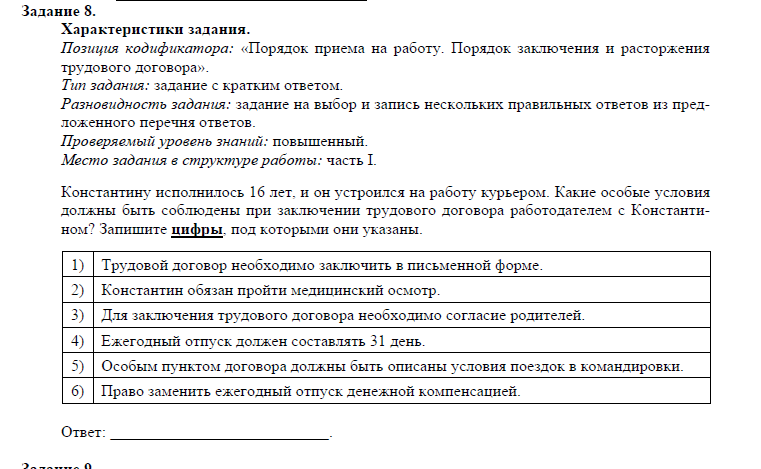 Задание 8.
Характеристики задания.
Позиция кодификатора: «Порядок приема на работу. Порядок заключения и расторжения
трудового договора».
Тип задания: задание с кратким ответом.
Разновидность задания: задание на выбор и запись нескольких правильных ответов из пред-
ложенного перечня ответов.
Проверяемый уровень знаний: повышенный.
Место задания в структуре работы: часть I.
Константину исполнилось 16 лет, и он устроился на работу курьером. Какие особые условия
должны быть соблюдены при заключении трудового договора работодателем с Константи-
ном? Запишите цифры, под которыми они указаны.
1) Трудовой договор необходимо заключить в письменной форме.
2) Константин обязан пройти медицинский осмотр.
3) Для заключения трудового договора необходимо согласие родителей.
4) Ежегодный отпуск должен составлять 31 день.
5) Особым пунктом договора должны быть описаны условия поездок в командировки.
6) Право заменить ежегодный отпуск денежной компенсацией.
Ответ: ____________________________.
Задание 9.